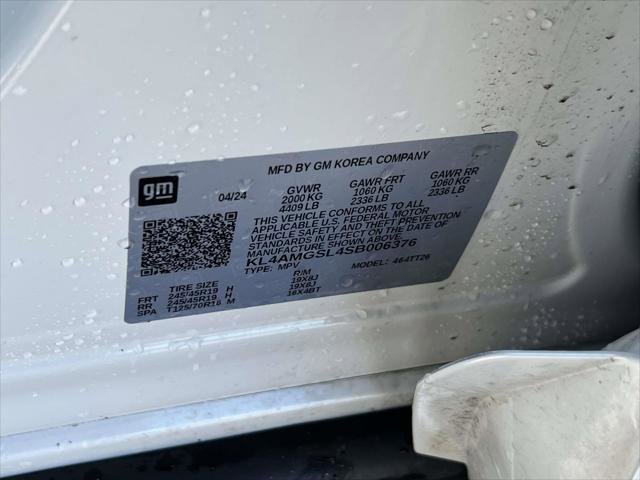 MFD BY GM KOREA COMPANY
gm
04/24
GVWR GAWR FRT GAWR RR
2000 KG 1060 KG 1060 KG
4409 LB 2336 LB 2336 LB
THIS VEHICLE CONFORMS TO ALL
APPLICABLE U.S. FEDERAL MOTOR
VEHICLE SAFETY AND THEFT PREVENTION
STANDARDS IN EFFECT ON THE DATE OF
MANUFACTURE SHOWN ABOVE.
KL4AMGSL4SB006376
TYPE: MPV MODEL: 464TT26
TIRE SIZE RIM
FRT 245/45R19 H 19X8J
RR 245/45R19 H 19X8J
SPA T125/70R16 M 16X4BT